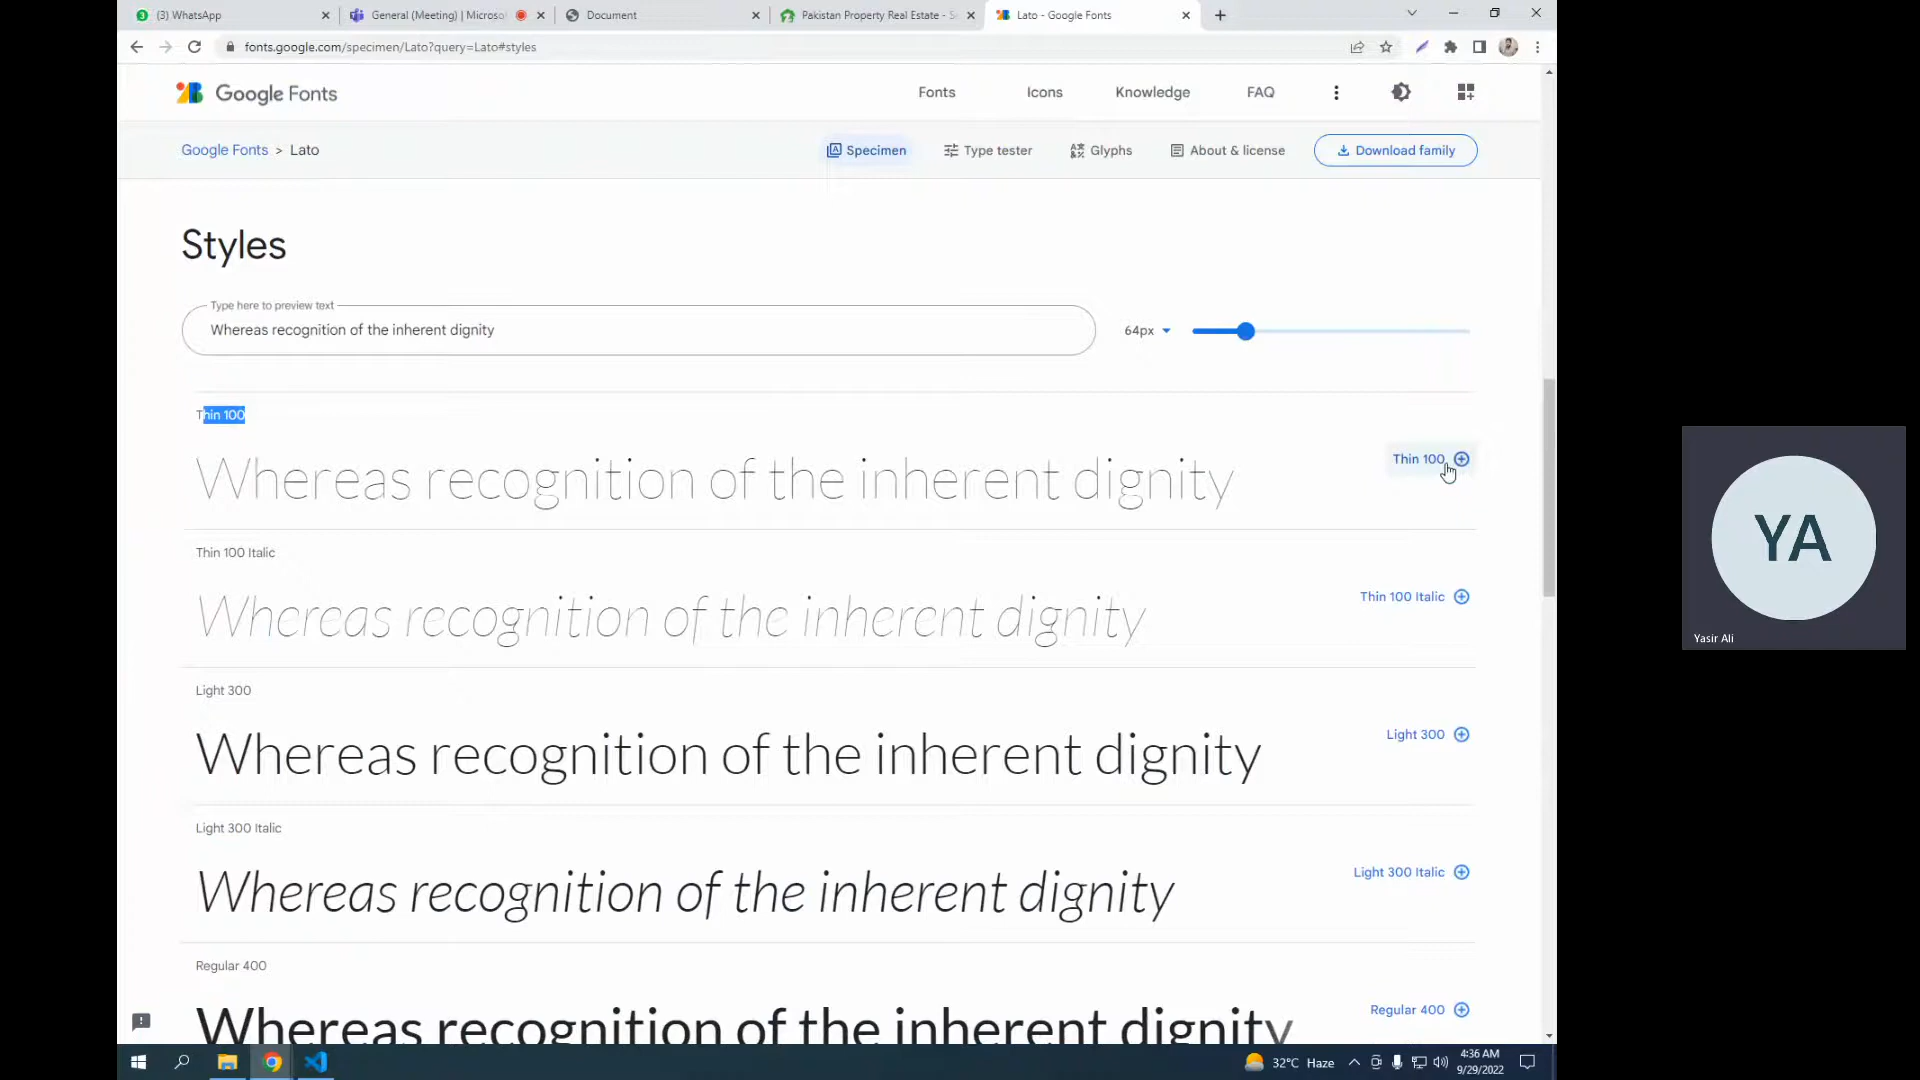 (3) WhatsApp
General (Meeting) | Microso
Document
Pakistan Property Real Estate - S
Lato - Google Fonts
fonts.google.com/specimen/Lato?query=Lato#styles
Google Fonts
Fonts
Icons
Knowledge
FAQ
Google Fonts > Lato
Specimen
Type tester
Glyphs
About & license
Download family
Styles
Type here to preview text
Whereas recognition of the inherent dignity
64px
Thin 100
Whereas recognition of the inherent dignity
Thin 100
Thin 100 Italic
Whereas recognition of the inherent dignity
Thin 100 Italic
Light 300
Whereas recognition of the inherent dignity
Light 300
Light 300 Italic
Whereas recognition of the inherent dignity
Light 300 Italic
Regular 400
Whereas recognition of the inherent dignity
Regular 400
YA
Yasir Ali
32°C Haze
4:36 AM
9/29/2022